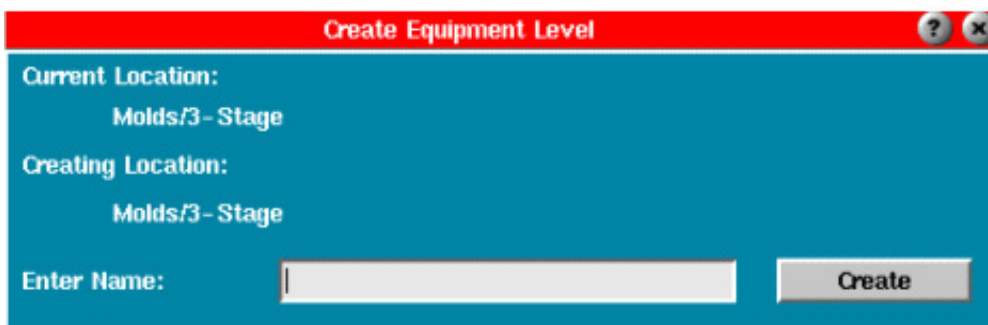 Create Equipment Level ? ×
Current Location:
Molds/3-Stage
Creating Location:
Molds/3-Stage
Enter Name: Create